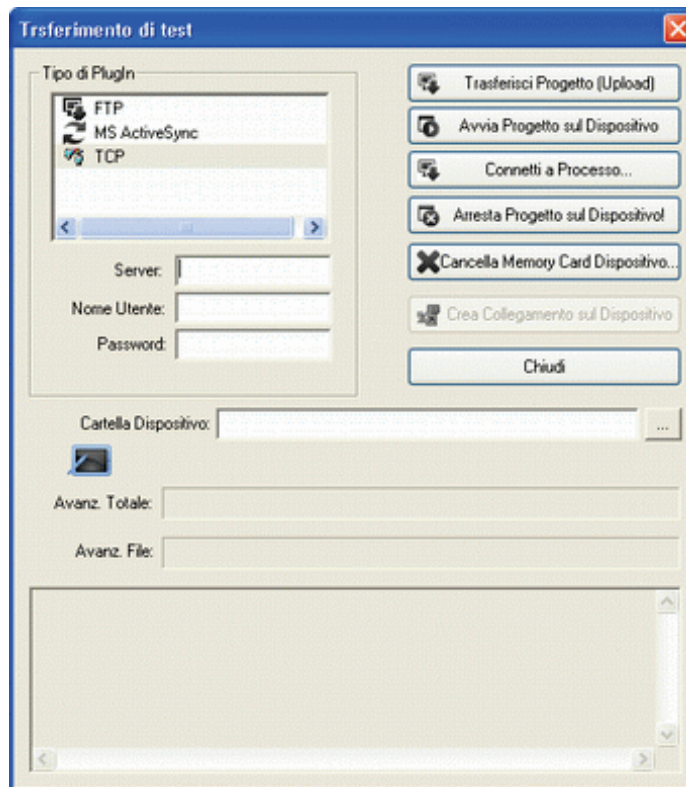 Trsferimento di test
Tipo di PlugIn
FTP
MS ActiveSync
TCP
Server:
Nome Utente:
Password:
Trasferisci Progetto (Upload)
Avvia Progetto sul Dispositivo
Connetti a Processo...
Arresta Progetto sul Dispositivo!
Cancella Memory Card Dispositivo...
Crea Collegamento sul Dispositivo
Chiudi
Cartella Dispositivo:
...
Avanz. Totale:
Avanz. File: